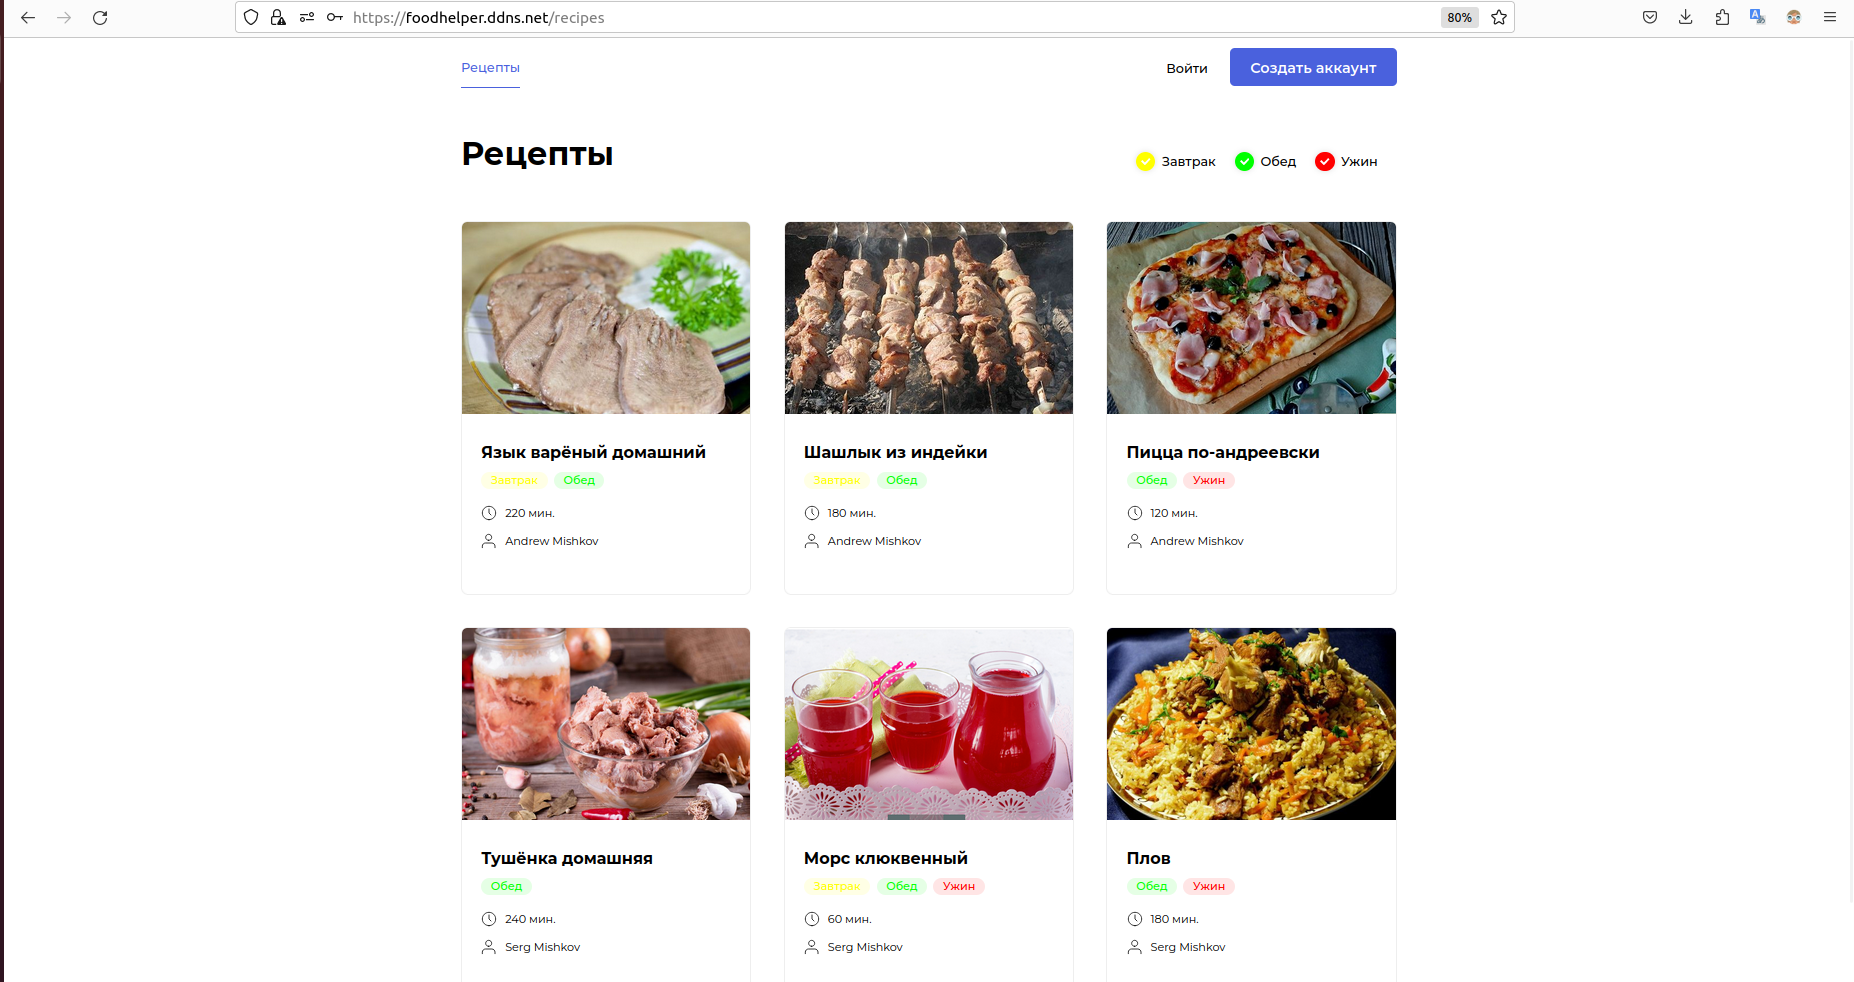 https://foodhelper.ddns.net/recipes 80%
Рецепты Войти Создать аккаунт
Рецепты Завтрак Обед Ужин
Язык варёный домашний
Завтрак Обед
220 мин.
Andrew Mishkov
Шашлык из индейки
Завтрак Обед
180 мин.
Andrew Mishkov
Пицца по-андреевски
Обед Ужин
120 мин.
Andrew Mishkov
Тушёнка домашняя
Обед
240 мин.
Serg Mishkov
Морс клюквенный
Завтрак Обед Ужин
60 мин.
Serg Mishkov
Плов
Обед Ужин
180 мин.
Serg Mishkov